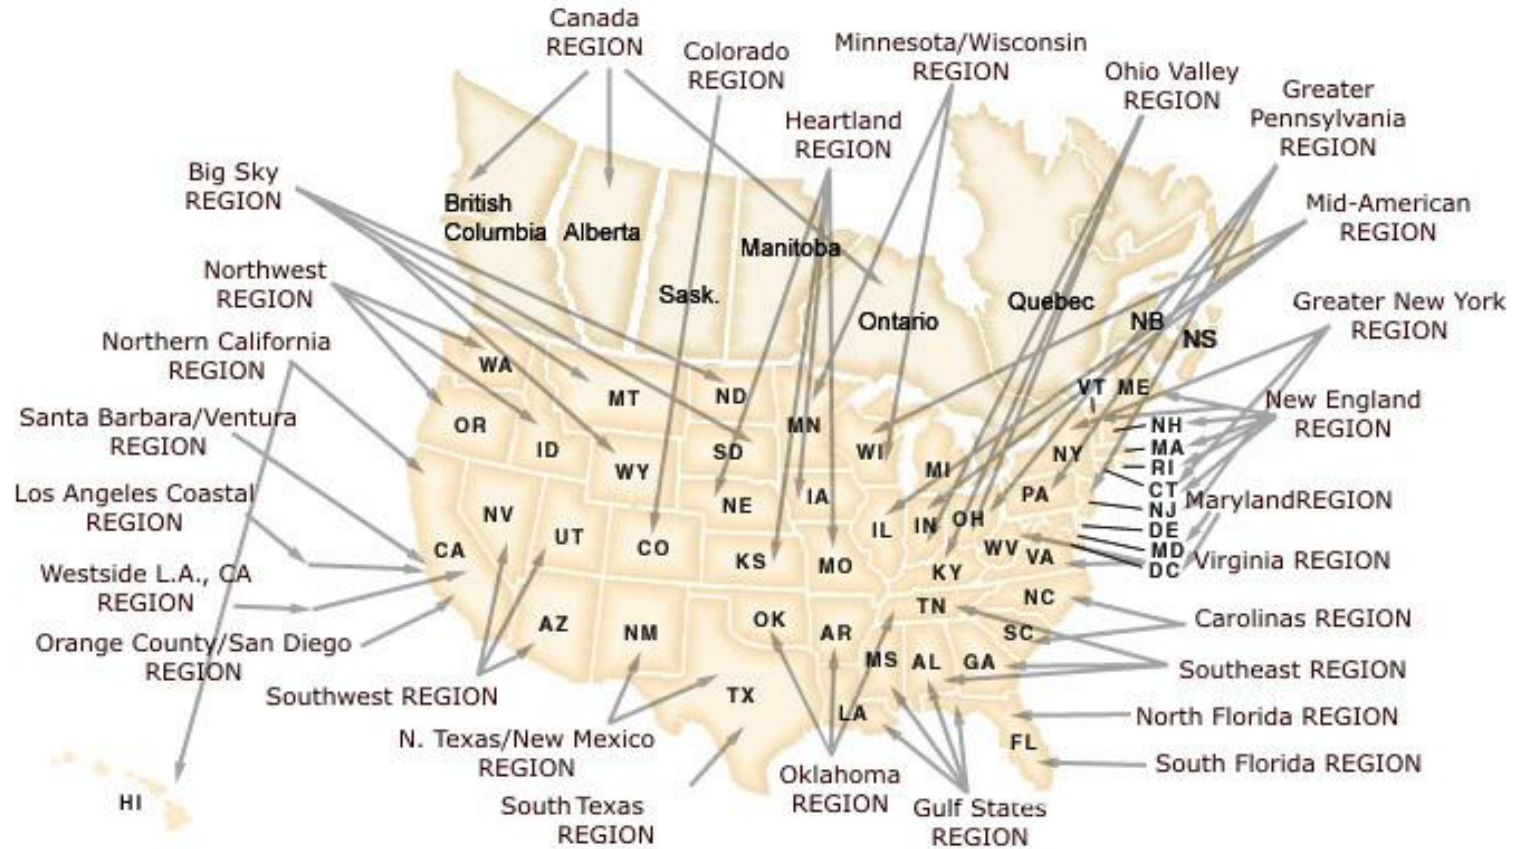 Canada
REGION
Colorado
REGION
Minnesota/Wisconsin
REGION
Ohio Valley
REGION
Greater
Pennsylvania
REGION
Heartland
REGION
Big Sky
REGION
Mid-American
REGION
British
Columbia
Alberta
Manitoba
Sask.
Northwest
REGION
Quebec
Ontario
NB
NS
Greater New York
REGION
Northern California
REGION
WA
MT
ND
VT
ME
New England
REGION
Santa Barbara/Ventura
REGION
OR
ID
WY
SD
MN
WI
MI
NY
NH
MA
RI
CT
NJ
DE
MD
DC
MarylandREGION
Los Angeles Coastal
REGION
NV
UT
CO
NE
IA
IL
IN
OH
PA
CA
KS
MO
WV
VA
KY
Virginia REGION
Westside L.A., CA
REGION
AZ
NM
OK
AR
TN
NC
SC
Carolinas REGION
Orange County/San Diego
REGION
MS
AL
GA
Southeast REGION
Southwest REGION
TX
LA
North Florida REGION
N. Texas/New Mexico
REGION
FL
South Florida REGION
HI
South Texas
REGION
Oklahoma
REGION
Gulf States
REGION